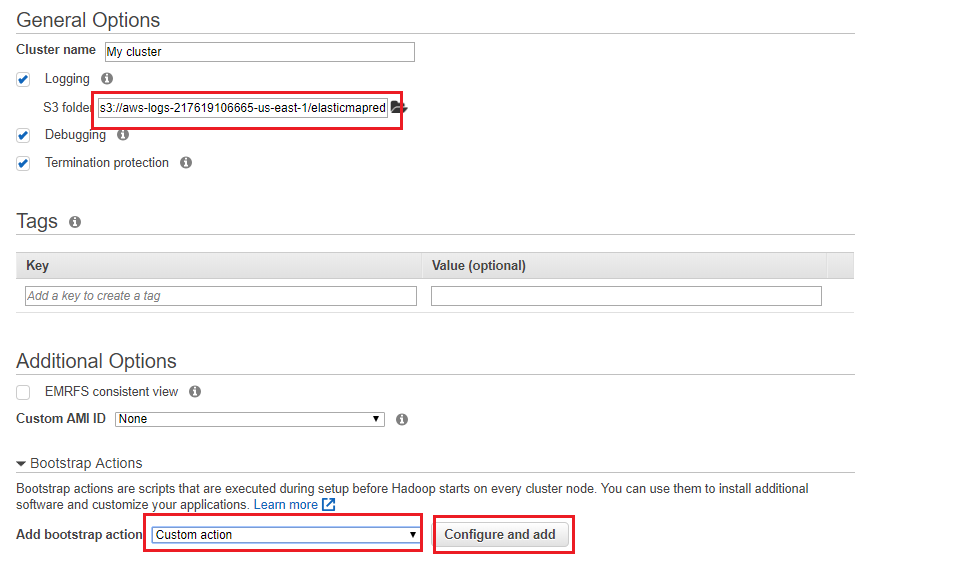 General Options
Cluster name My cluster
Logging
S3 folder s3://aws-logs-217619106665-us-east-1/elasticmapred
Debugging
Termination protection
Tags
Key Value (optional)
Add a key to create a tag
Additional Options
EMRFS consistent view
Custom AMI ID None
Bootstrap Actions
Bootstrap actions are scripts that are executed during setup before Hadoop starts on every cluster node. You can use them to install additional
software and customize your applications. Learn more
Add bootstrap action Custom action Configure and add